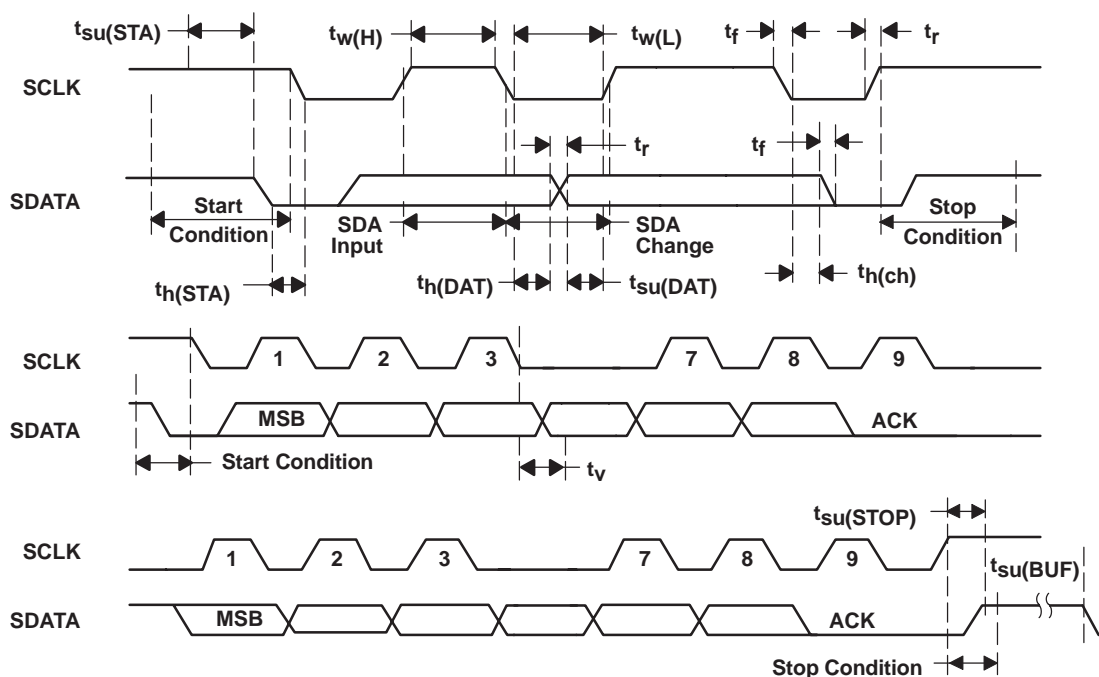 tsu(STA)
tw(H)
tw(L)
tf
tr
SCLK
tr
tf
SDATA
Start
Condition
SDA
Input
SDA
Change
Stop
Condition
th(STA)
th(DAT)
tsu(DAT)
th(ch)
SCLK
1
2
3
7
8
9
SDATA
MSB
ACK
Start Condition
tv
tsu(STOP)
SCLK
1
2
3
7
8
9
tsu(BUF)
SDATA
MSB
ACK
Stop Condition